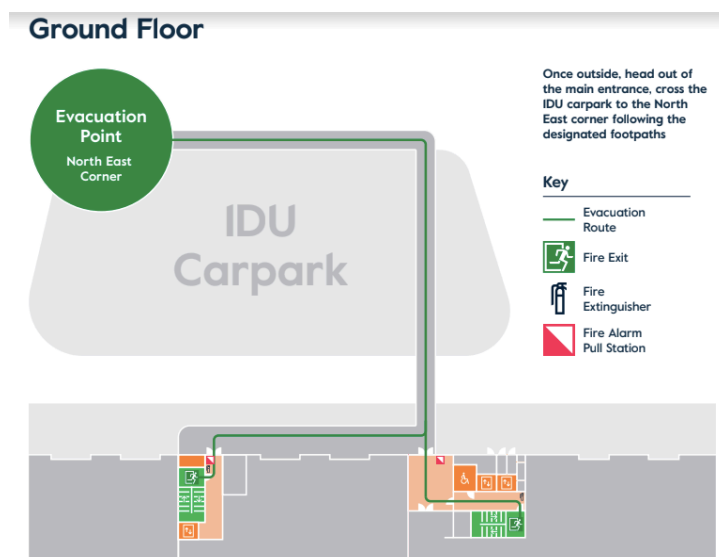 Ground Floor
Evacuation
Point
North East
Corner
IDU
Carpark
Once outside, head out of
the main entrance, cross the
IDU carpark to the North
East corner following the
designated footpaths
Key
Evacuation
Route
Fire Exit
Fire
Extinguisher
Fire Alarm
Pull Station